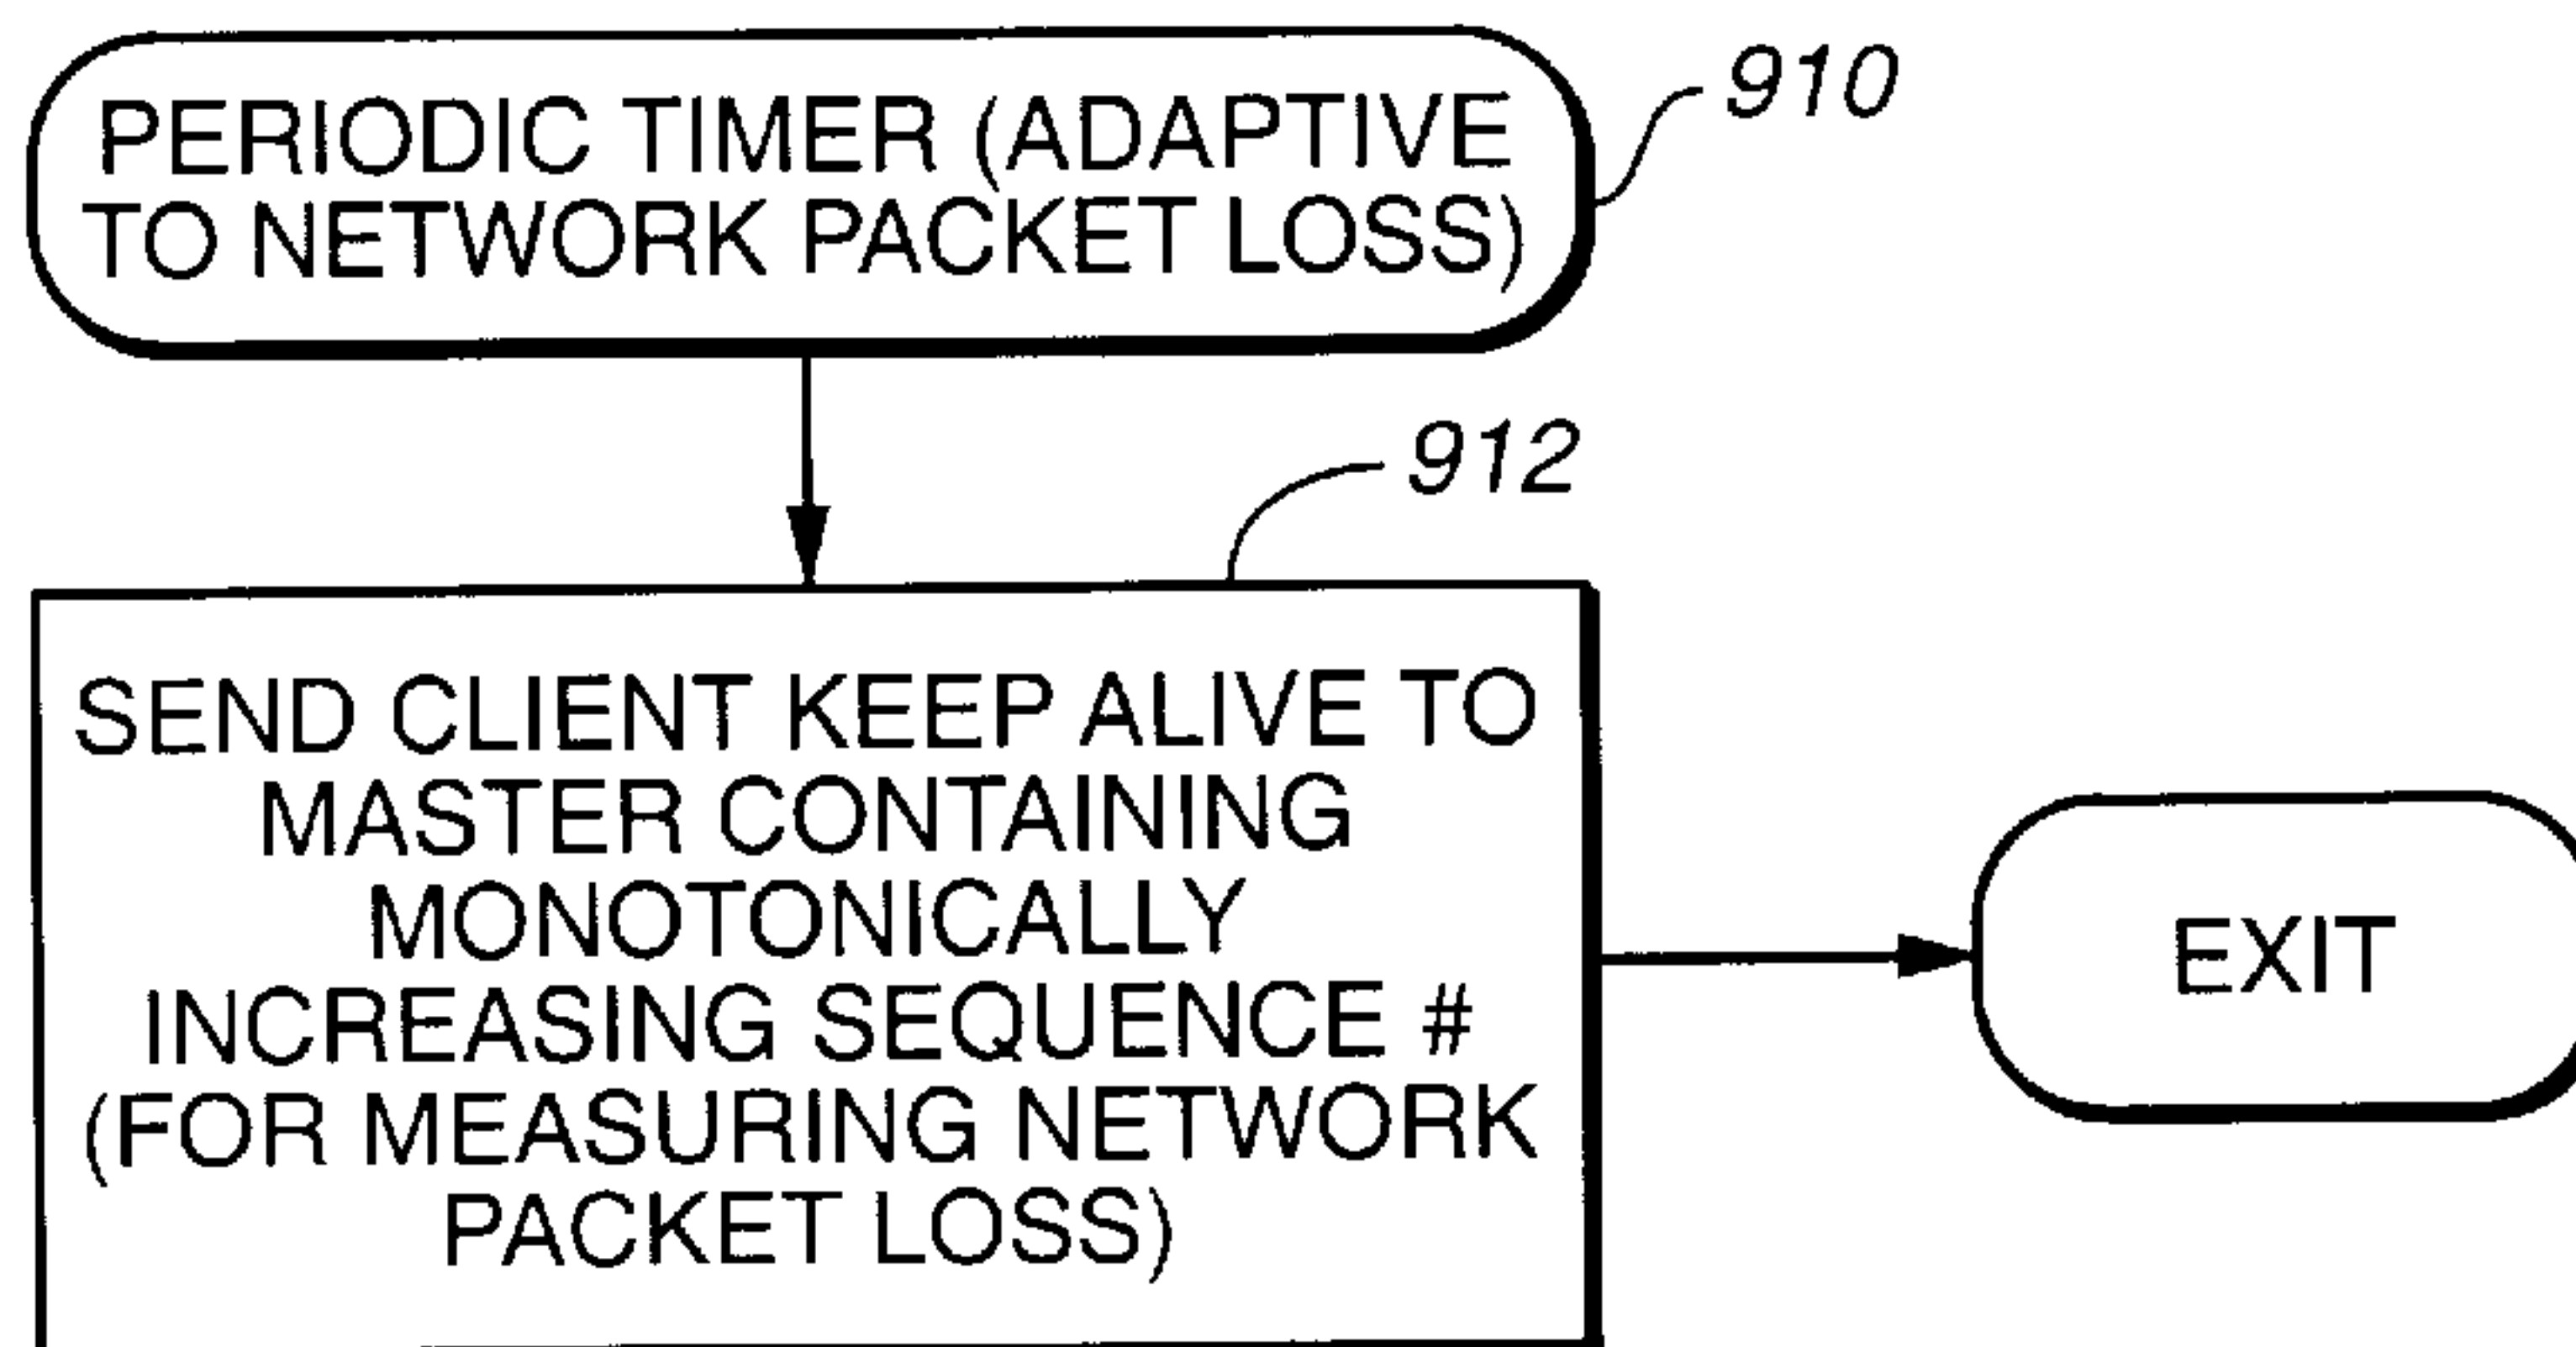 PERIODIC TIMER (ADAPTIVE
TO NETWORK PACKET LOSS)
910
912
SEND CLIENT KEEP ALIVE TO
MASTER CONTAINING
MONOTONICALLY
INCREASING SEQUENCE #
(FOR MEASURING NETWORK
PACKET LOSS)
EXIT